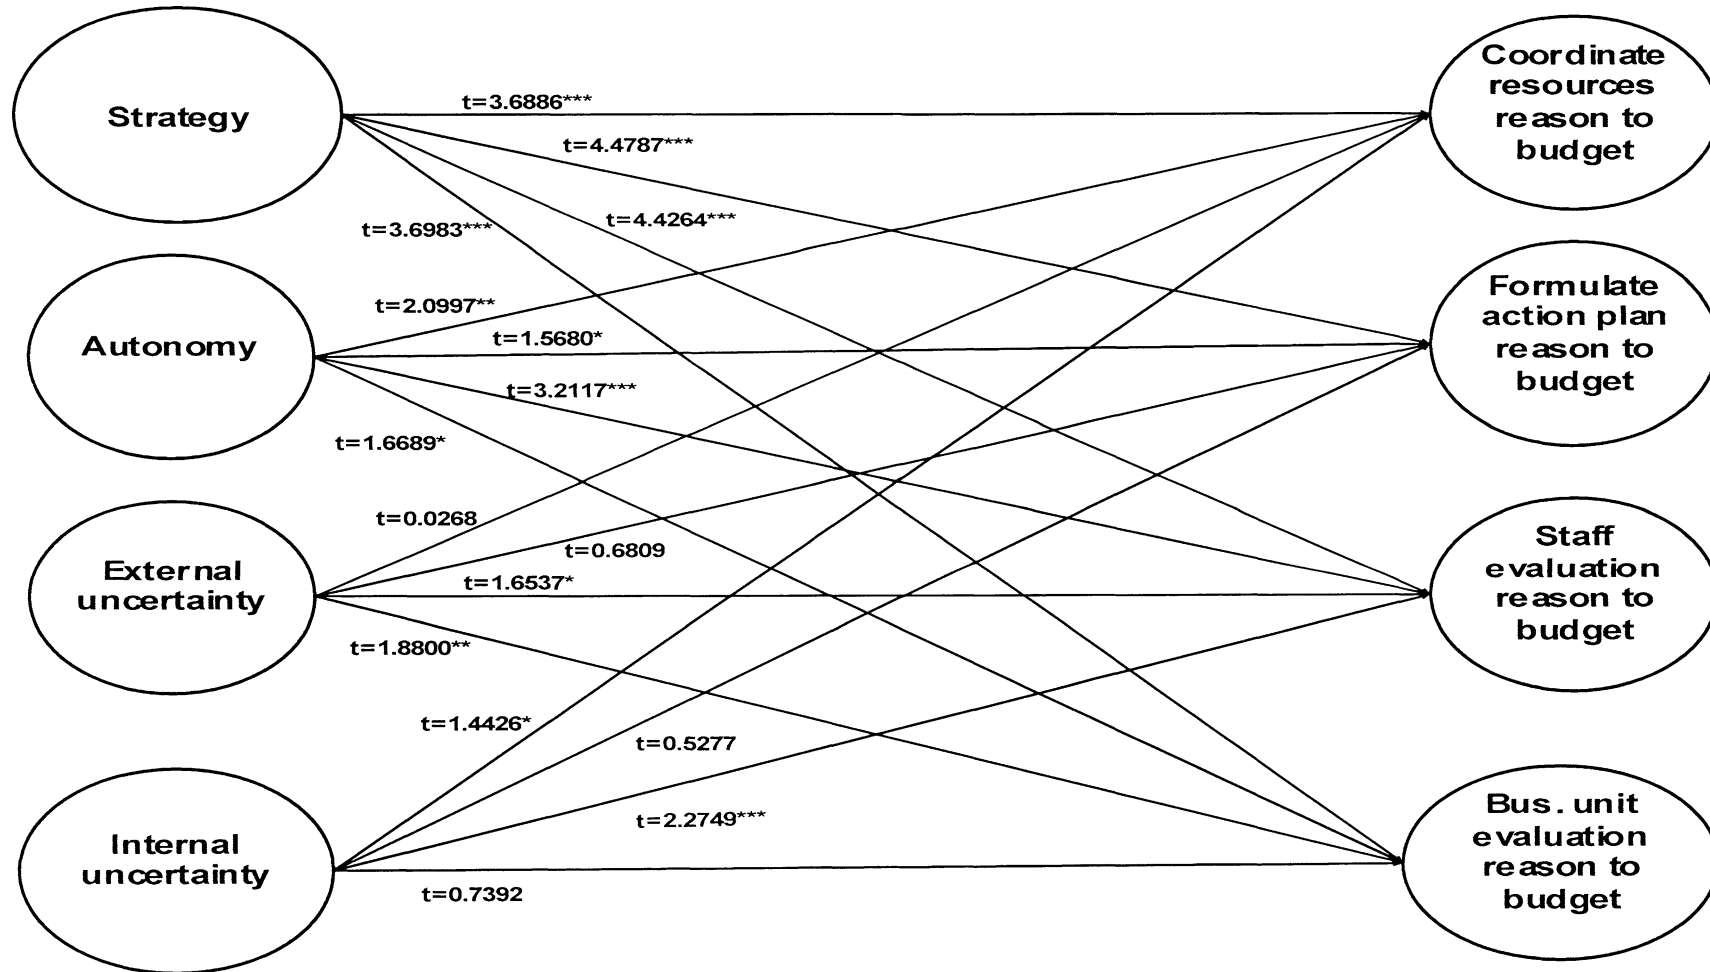 Strategy
Autonomy
External
uncertainty
Internal
uncertainty
t=3.6886***
t=4.4787***
t=4.4264***
t=3.6983***
t=2.0997**
t=1.5680*
t=3.2117***
t=1.6689*
t=0.0268
t=0.6809
t=1.6537*
t=1.8800**
t=1.4426*
t=0.5277
t=2.2749***
t=0.7392
Coordinate
resources
reason to
budget
Formulate
action plan
reason to
budget
Staff
evaluation
reason to
budget
Bus. unit
evaluation
reason to
budget